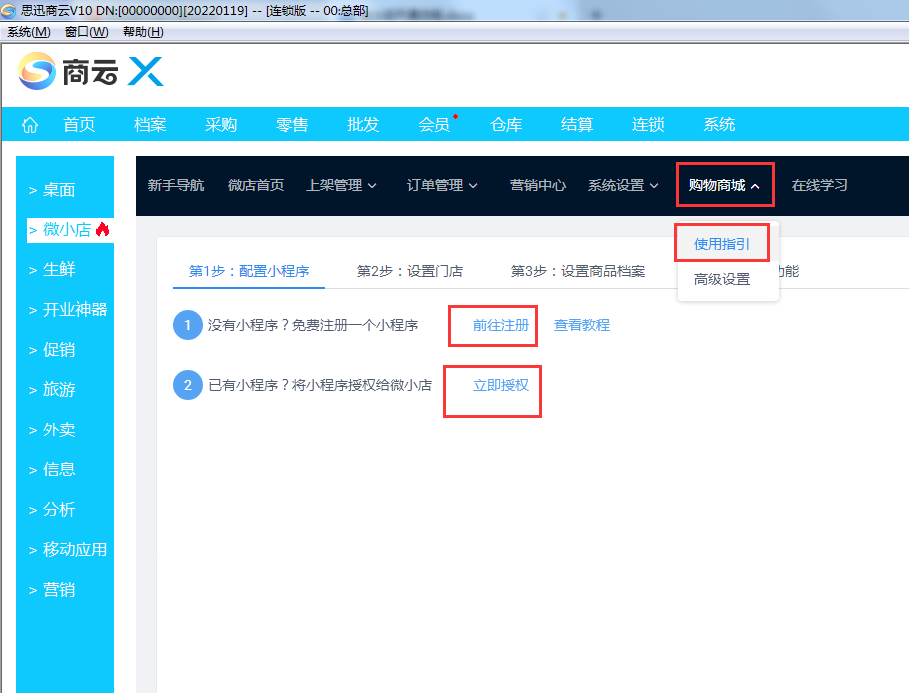 思迅商云V10 DN:[00000000][20220119] -- [连锁版 -- 00:总部]
系统(M) 窗口(W) 帮助(H)
商云 X
首页 档案 采购 零售 批发 会员 仓库 结算 连锁 系统
> 桌面
> 微小店
> 生鲜
> 开业神器
> 促销
> 旅游
> 外卖
> 信息
> 分析
> 移动应用
> 营销
新手导航 微店首页 上架管理 订单管理 营销中心 系统设置 购物商城 在线学习
使用指引
高级设置
第1步：配置小程序 第2步：设置门店 第3步：设置商品档案 功能
1 没有小程序？免费注册一个小程序 前往注册 查看教程
2 已有小程序？将小程序授权给微小店 立即授权